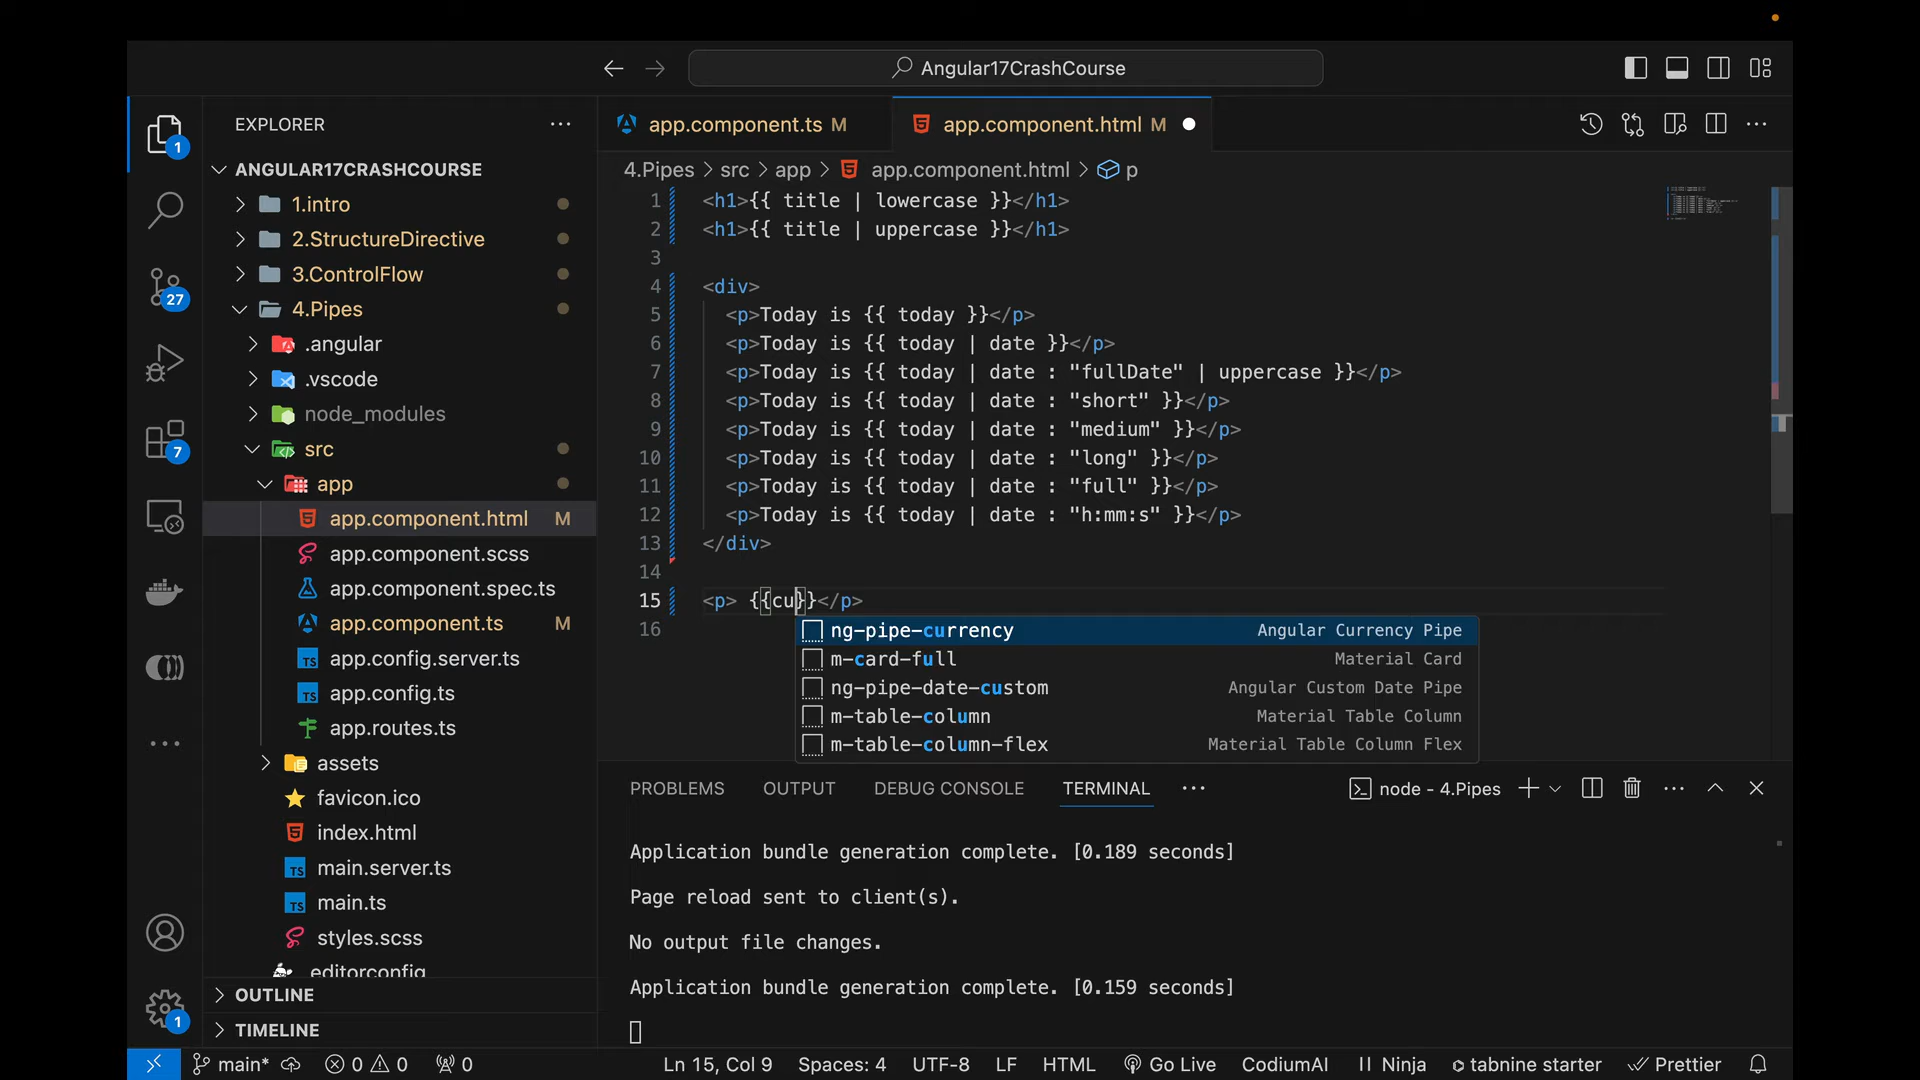 Angular17CrashCourse
EXPLORER
ANGULAR17CRASHCOURSE
1.intro
2.StructureDirective
3.ControlFlow
4.Pipes
.angular
.vscode
node_modules
src
app
app.component.html M
app.component.scss
app.component.spec.ts
app.component.ts M
app.config.server.ts
app.config.ts
app.routes.ts
assets
favicon.ico
index.html
main.server.ts
main.ts
styles.scss
.editorconfig
OUTLINE
TIMELINE
1
27
7
1
app.component.ts M
app.component.html M
4.Pipes > src > app > app.component.html > p
1 <h1>{{ title | lowercase }}</h1>
2 <h1>{{ title | uppercase }}</h1>
3
4 <div>
5 <p>Today is {{ today }}</p>
6 <p>Today is {{ today | date }}</p>
7 <p>Today is {{ today | date : "fullDate" | uppercase }}</p>
8 <p>Today is {{ today | date : "short" }}</p>
9 <p>Today is {{ today | date : "medium" }}</p>
10 <p>Today is {{ today | date : "long" }}</p>
11 <p>Today is {{ today | date : "full" }}</p>
12 <p>Today is {{ today | date : "h:mm:s" }}</p>
13 </div>
14
15 <p> {{cu}}</p>
16
ng-pipe-currency Angular Currency Pipe
m-card-full Material Card
ng-pipe-date-custom Angular Custom Date Pipe
m-table-column Material Table Column
m-table-column-flex Material Table Column Flex
PROBLEMS OUTPUT DEBUG CONSOLE TERMINAL
node - 4.Pipes
Application bundle generation complete. [0.189 seconds]
Page reload sent to client(s).
No output file changes.
Application bundle generation complete. [0.159 seconds]
main* 0 0 0 Ln 15, Col 9 Spaces: 4 UTF-8 LF HTML Go Live CodiumAI Ninja tabnine starter Prettier